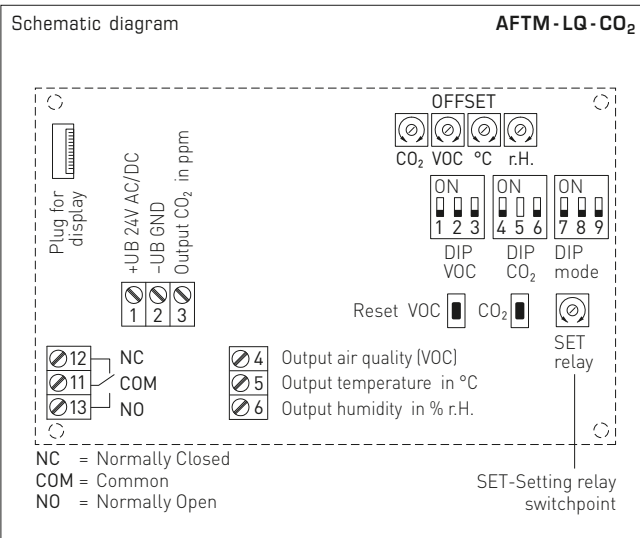 Schematic diagram
AFTM-LQ-CO₂
OFFSET
CO₂ VOC °C r.H.
Plug for
display
+UB 24V AC/DC
-UB GND
Output CO₂ in ppm
ON ON ON
1 2 3 4 5 6 7 8 9
DIP VOC
DIP CO₂
DIP mode
1 2 3
Reset VOC CO₂
SET
relay
12 NC
11 COM
13 NO
4 Output air quality (VOC)
5 Output temperature in °C
6 Output humidity in % r.H.
NC = Normally Closed
COM = Common
NO = Normally Open
SET-Setting relay
switchpoint